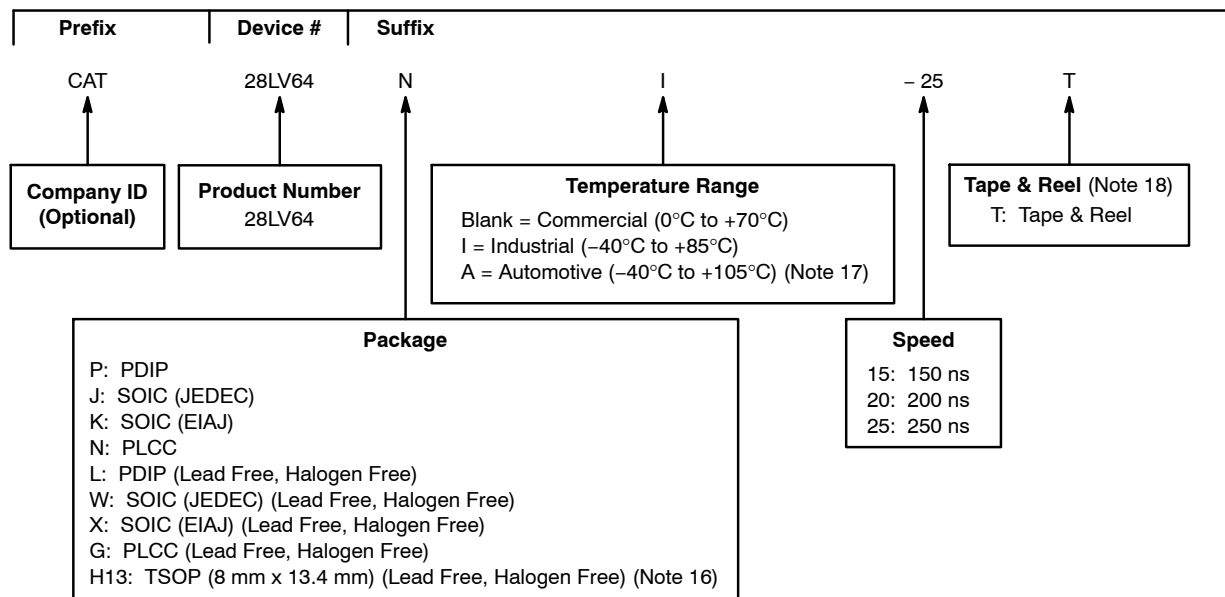 Prefix Device # Suffix
CAT 28LV64 N I – 25 T
Company ID
(Optional)
Product Number
28LV64
Temperature Range
Blank = Commercial (0°C to +70°C)
I = Industrial (−40°C to +85°C)
A = Automotive (−40°C to +105°C) (Note 17)
Tape & Reel (Note 18)
T: Tape & Reel
Package
P: PDIP
J: SOIC (JEDEC)
K: SOIC (EIAJ)
N: PLCC
L: PDIP (Lead Free, Halogen Free)
W: SOIC (JEDEC) (Lead Free, Halogen Free)
X: SOIC (EIAJ) (Lead Free, Halogen Free)
G: PLCC (Lead Free, Halogen Free)
H13: TSOP (8 mm x 13.4 mm) (Lead Free, Halogen Free) (Note 16)
Speed
15: 150 ns
20: 200 ns
25: 250 ns